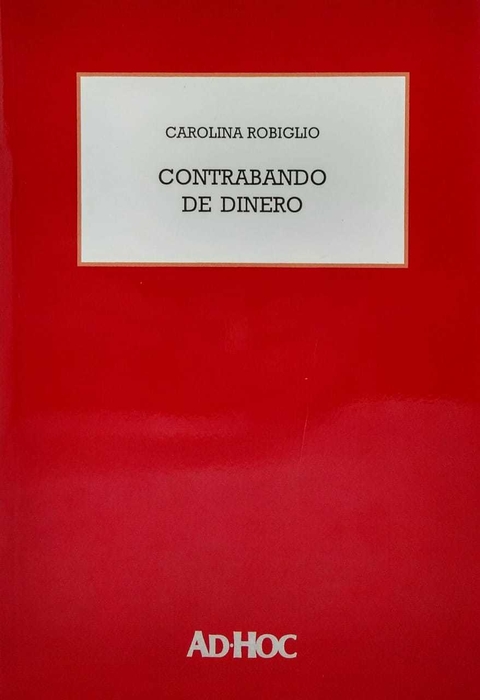 CAROLINA ROBIGLIO
CONTRABANDO
DE DINERO
AD·HOC